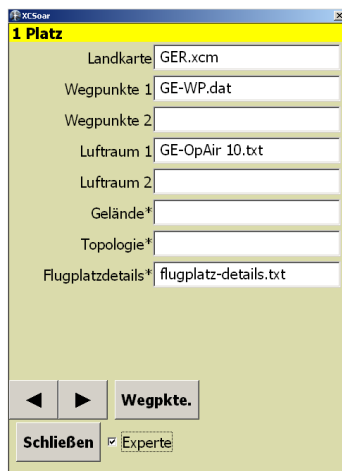 XCSoar
1 Platz
Landkarte GER.xcm
Wegpunkte 1 GE-WP.dat
Wegpunkte 2
Luftraum 1 GE-OpAir 10.txt
Luftraum 2
Gelände*
Topologie*
Flugplatzdetails* flugplatz-details.txt
Wegpkte.
Schließen Experte